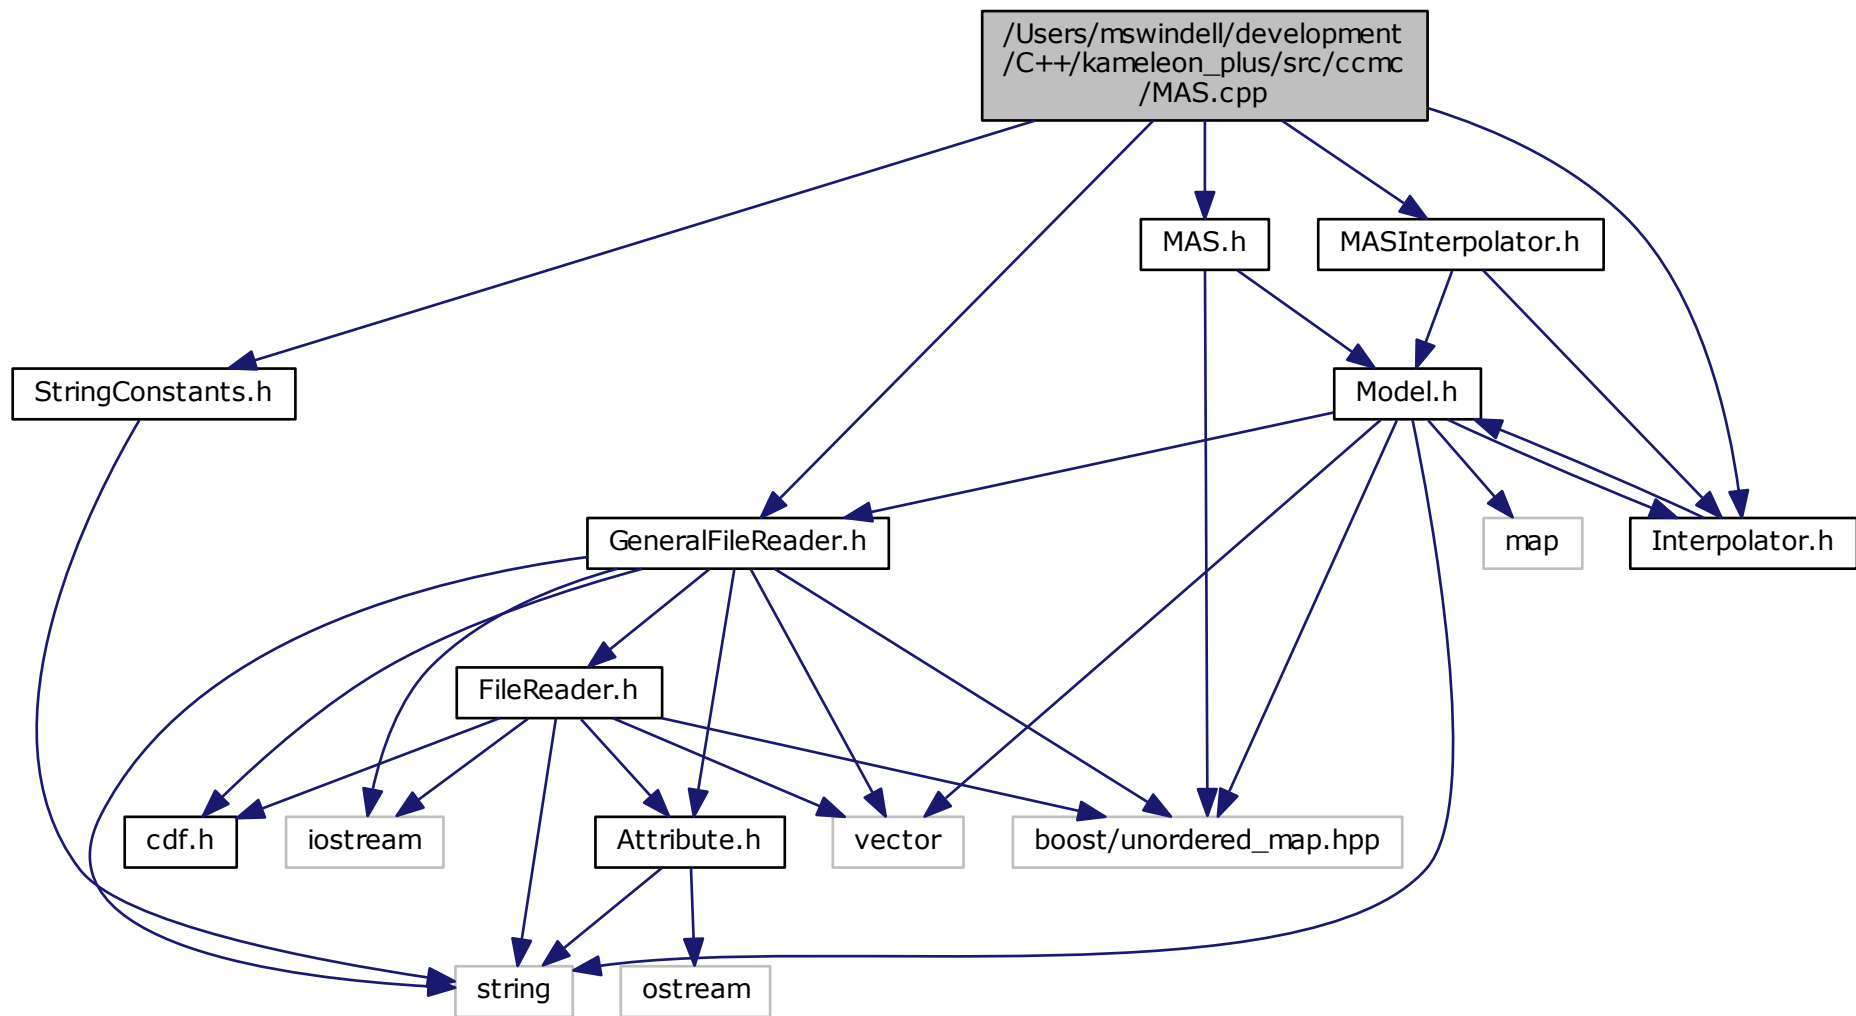 /Users/mswindell/development
/C++/kameleon_plus/src/ccmc
/MAS.cpp
MAS.h
MASInterpolator.h
StringConstants.h
Model.h
GeneralFileReader.h
map
Interpolator.h
FileReader.h
cdf.h
iostream
Attribute.h
vector
boost/unordered_map.hpp
string
ostream